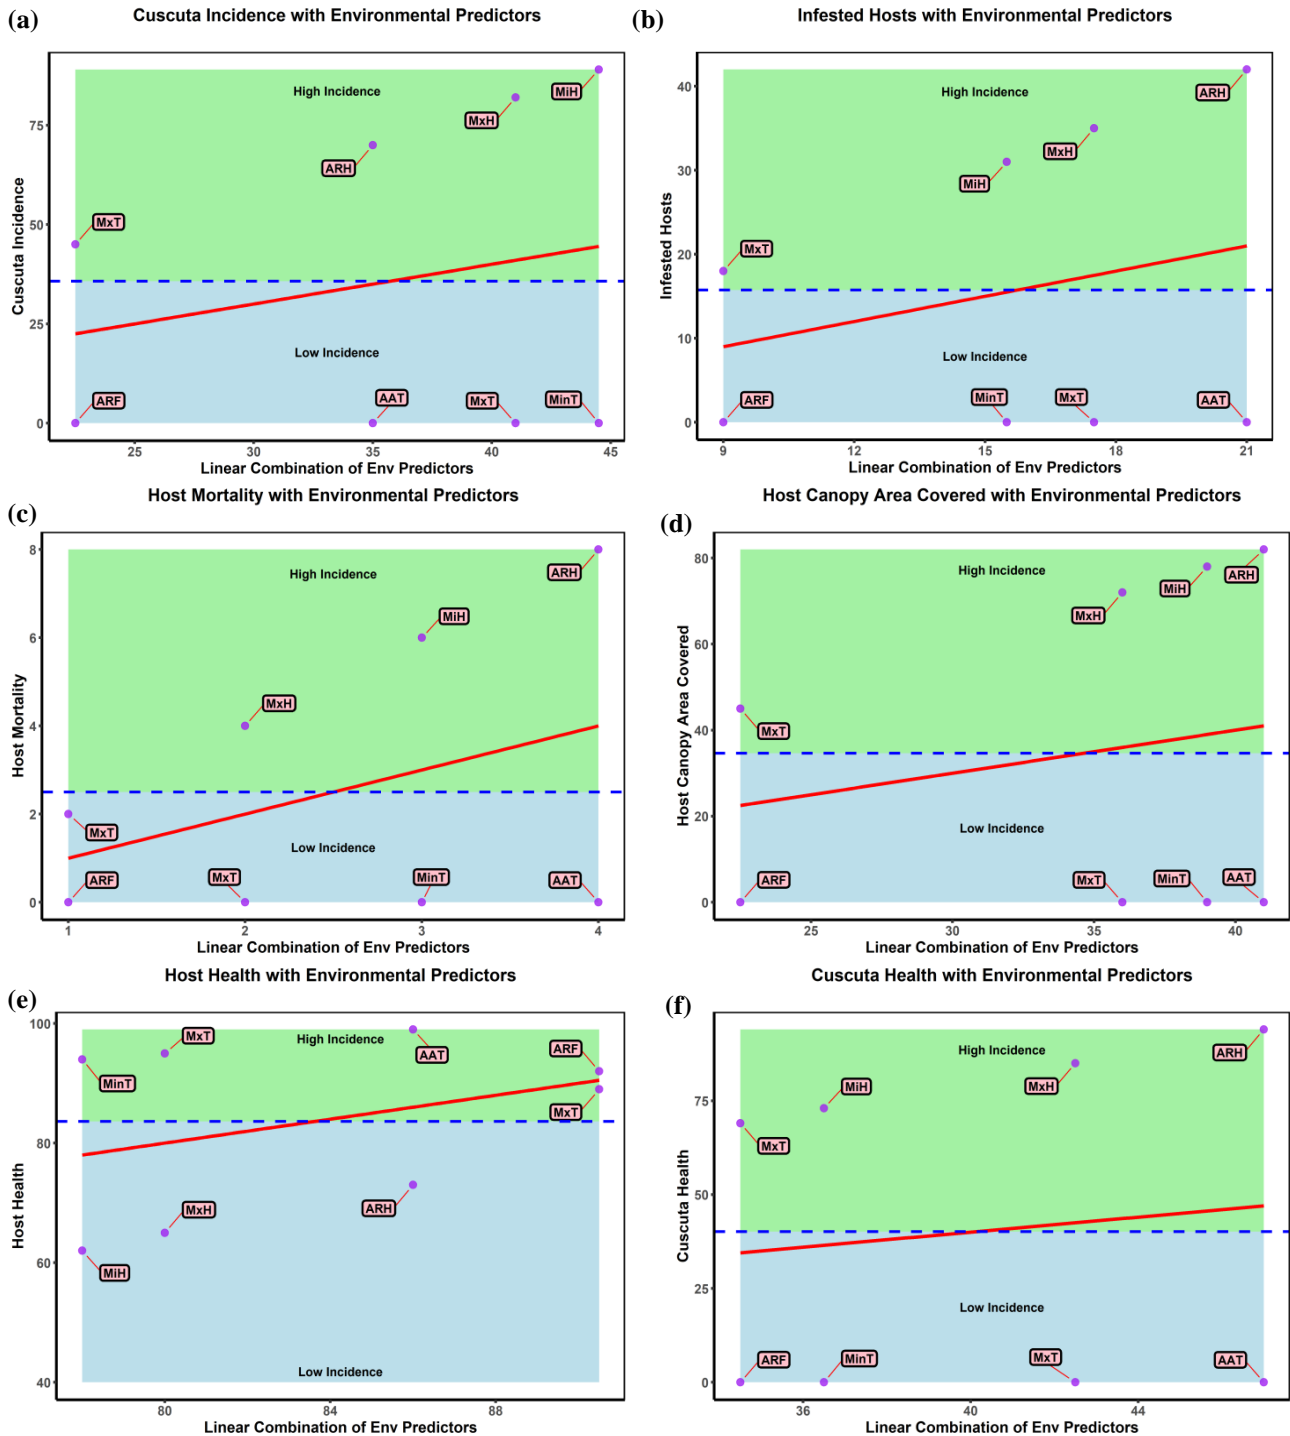 (a)
Cuscuta Incidence with Environmental Predictors
Cuscuta Incidence
75
50
25
0
High Incidence
MiH
MxH
ARH
MxT
Low Incidence
ARF
AAT
MxT
MinT
25
30
35
40
45
Linear Combination of Env Predictors
(b)
Infested Hosts with Environmental Predictors
Infested Hosts
40
30
20
10
0
High Incidence
ARH
MxH
MiH
MxT
Low Incidence
ARF
MinT
MxT
AAT
9
12
15
18
21
Linear Combination of Env Predictors
(c)
Host Mortality with Environmental Predictors
Host Mortality
8
6
4
2
0
High Incidence
ARH
MiH
MxH
MxT
Low Incidence
ARF
MxT
MinT
AAT
1
2
3
4
Linear Combination of Env Predictors
(d)
Host Canopy Area Covered with Environmental Predictors
Host Canopy Area Covered
80
60
40
20
0
High Incidence
ARH
MiH
MxH
MxT
Low Incidence
ARF
MxT
MinT
AAT
25
30
35
40
Linear Combination of Env Predictors
(e)
Host Health with Environmental Predictors
Host Health
100
80
60
40
High Incidence
MxT
MinT
AAT
ARF
MxT
MxH
ARH
MiH
Low Incidence
80
84
88
Linear Combination of Env Predictors
(f)
Cuscuta Health with Environmental Predictors
Cuscuta Health
75
50
25
0
High Incidence
ARH
MxH
MiH
MxT
Low Incidence
ARF
MinT
MxT
AAT
36
40
44
Linear Combination of Env Predictors